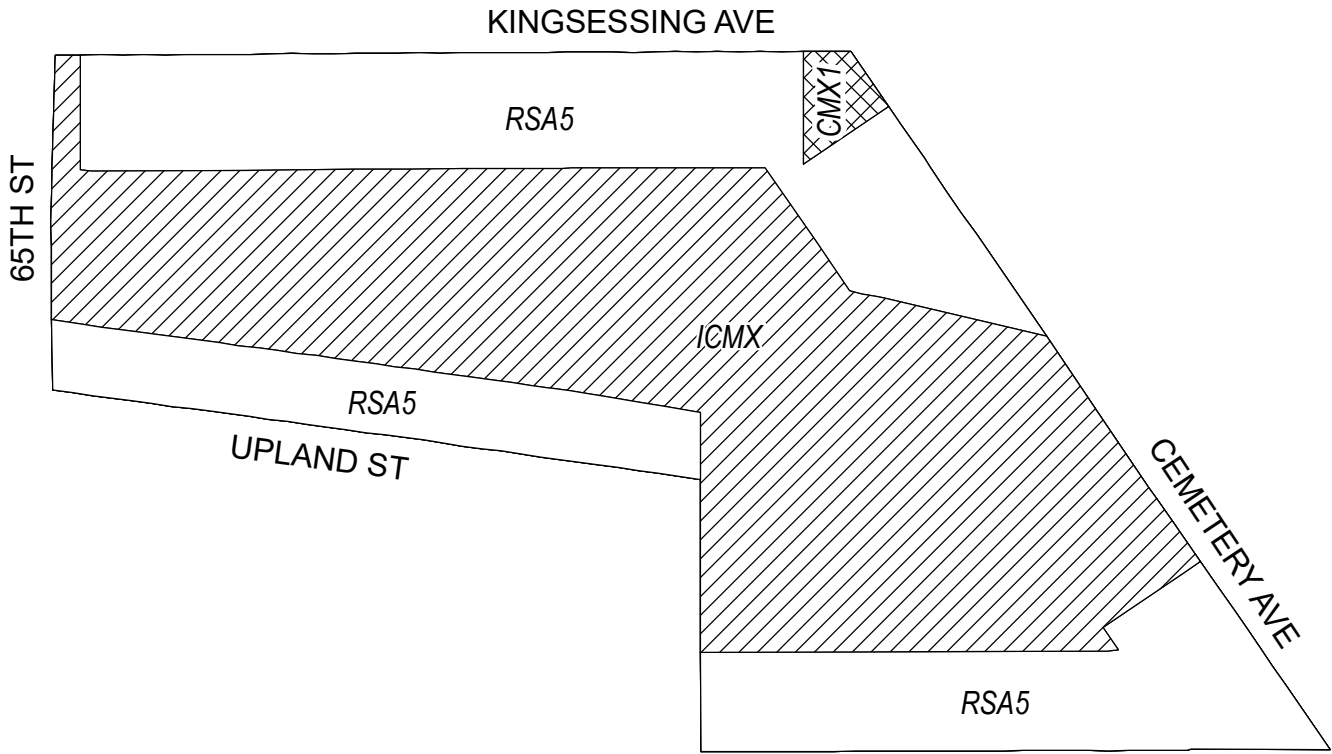 KINGSESSING AVE
RSA5
CMX1
65TH ST
ICMX
RSA5
UPLAND ST
CEMETERY AVE
RSA5